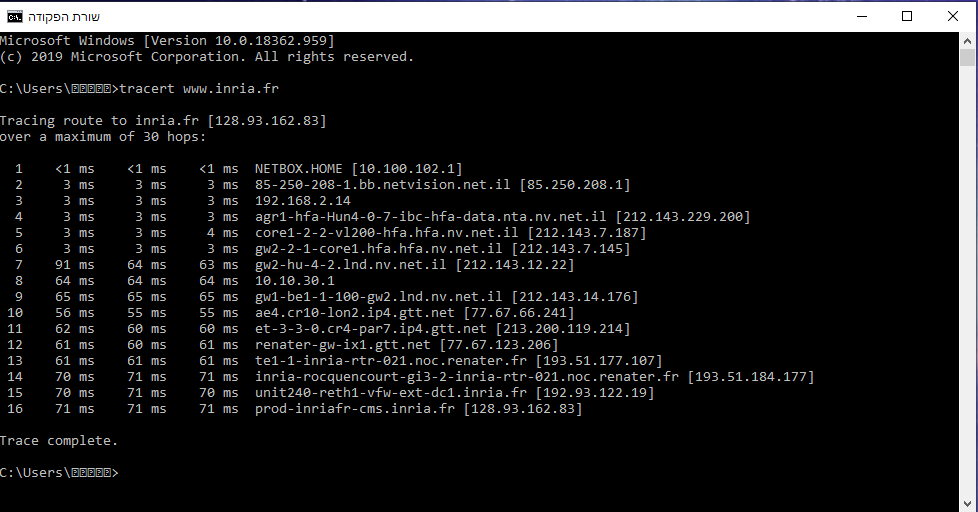 שורת הפקודה
Microsoft Windows [Version 10.0.18362.959]
(c) 2019 Microsoft Corporation. All rights reserved.
C:\Users\⍰⍰⍰⍰⍰>tracert www.inria.fr
Tracing route to inria.fr [128.93.162.83]
over a maximum of 30 hops:
1 <1 ms <1 ms <1 ms NETBOX.HOME [10.100.102.1]
2 3 ms 3 ms 3 ms 85-250-208-1.bb.netvision.net.il [85.250.208.1]
3 3 ms 3 ms 3 ms 192.168.2.14
4 3 ms 3 ms 3 ms agr1-hfa-Hun4-0-7-ibc-hfa-data.nta.nv.net.il [212.143.229.200]
5 3 ms 3 ms 4 ms core1-2-2-vl200-hfa.hfa.nv.net.il [212.143.7.187]
6 3 ms 3 ms 3 ms gw2-2-1-core1.hfa.hfa.nv.net.il [212.143.7.145]
7 91 ms 64 ms 63 ms gw2-hu-4-2.lnd.nv.net.il [212.143.12.22]
8 64 ms 64 ms 64 ms 10.10.30.1
9 65 ms 65 ms 65 ms gw1-be1-1-100-gw2.lnd.nv.net.il [212.143.14.176]
10 56 ms 55 ms 55 ms ae4.cr10-lon2.ip4.gtt.net [77.67.66.241]
11 62 ms 60 ms 60 ms et-3-3-0.cr4-par7.ip4.gtt.net [213.200.119.214]
12 61 ms 60 ms 61 ms renater-gw-ix1.gtt.net [77.67.123.206]
13 61 ms 61 ms 61 ms te1-1-inria-rtr-021.noc.renater.fr [193.51.177.107]
14 70 ms 71 ms 71 ms inria-rocquencourt-gi3-2-inria-rtr-021.noc.renater.fr [193.51.184.177]
15 70 ms 71 ms 70 ms unit240-reth1-vfw-ext-dc1.inria.fr [192.93.122.19]
16 71 ms 71 ms 71 ms prod-inriafr-cms.inria.fr [128.93.162.83]
Trace complete.
C:\Users\⍰⍰⍰⍰⍰>